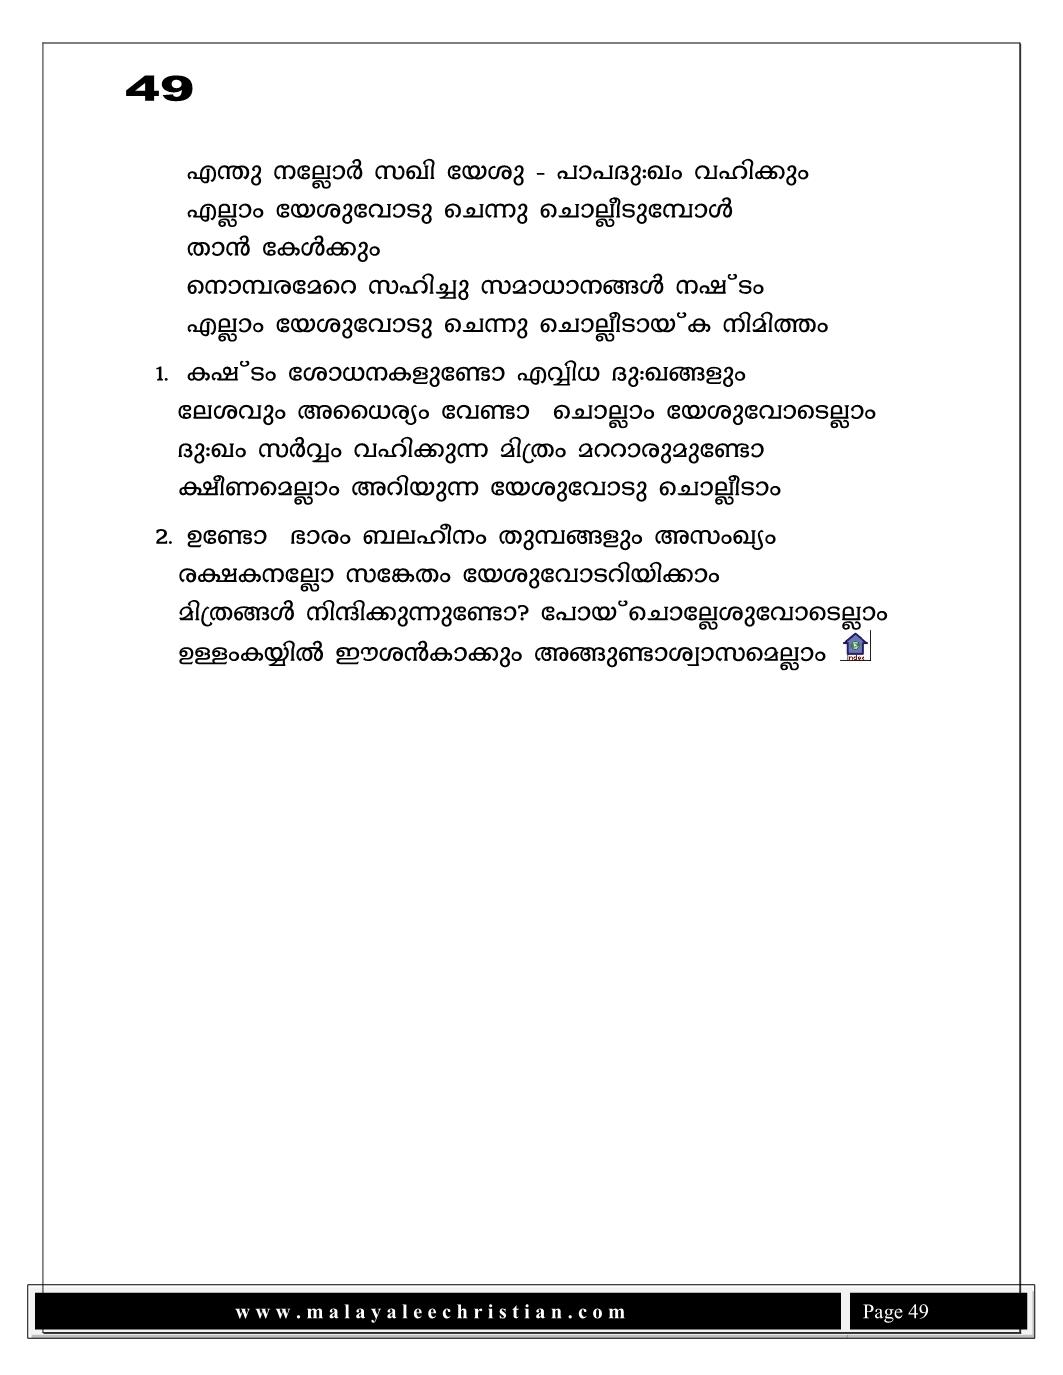 49
എന്തു നല്ലോർ സഖി യേശു - പാപദുഃഖം വഹിക്കും
എല്ലാം യേശുവോടു ചെന്നു ചൊല്ലീടുമ്പോൾ
താൻ കേൾക്കും
നൊമ്പരമേറെ സഹിച്ചു സമാധാനങ്ങൾ നഷ്ടം
എല്ലാം യേശുവോടു ചെന്നു ചൊല്ലീടായ്ക നിമിത്തം
1. കഷ്ടം ശോധനകളുണ്ടോ എവ്വിധ ദുഃഖങ്ങളും
ലേശവും അധൈര്യം വേണ്ടാ ചൊല്ലാം യേശുവോടെല്ലാം
ദുഃഖം സർവ്വം വഹിക്കുന്ന മിത്രം മററാരുമുണ്ടോ
ക്ഷീണമെല്ലാം അറിയുന്ന യേശുവോടു ചൊല്ലീടാം
2. ഉണ്ടോ ഭാരം ബലഹീനം തുമ്പങ്ങളും അസംഖ്യം
രക്ഷകനല്ലോ സങ്കേതം യേശുവോടറിയിക്കാം
മിത്രങ്ങൾ നിന്ദിക്കുന്നുണ്ടോ? പോയ്ചൊല്ലേശുവോടെല്ലാം
ഉള്ളംകയ്യിൽ ഈശൻകാക്കും അങ്ങുണ്ടാശ്വാസമെല്ലാം
index
www.malayaleechristian.com
Page 49